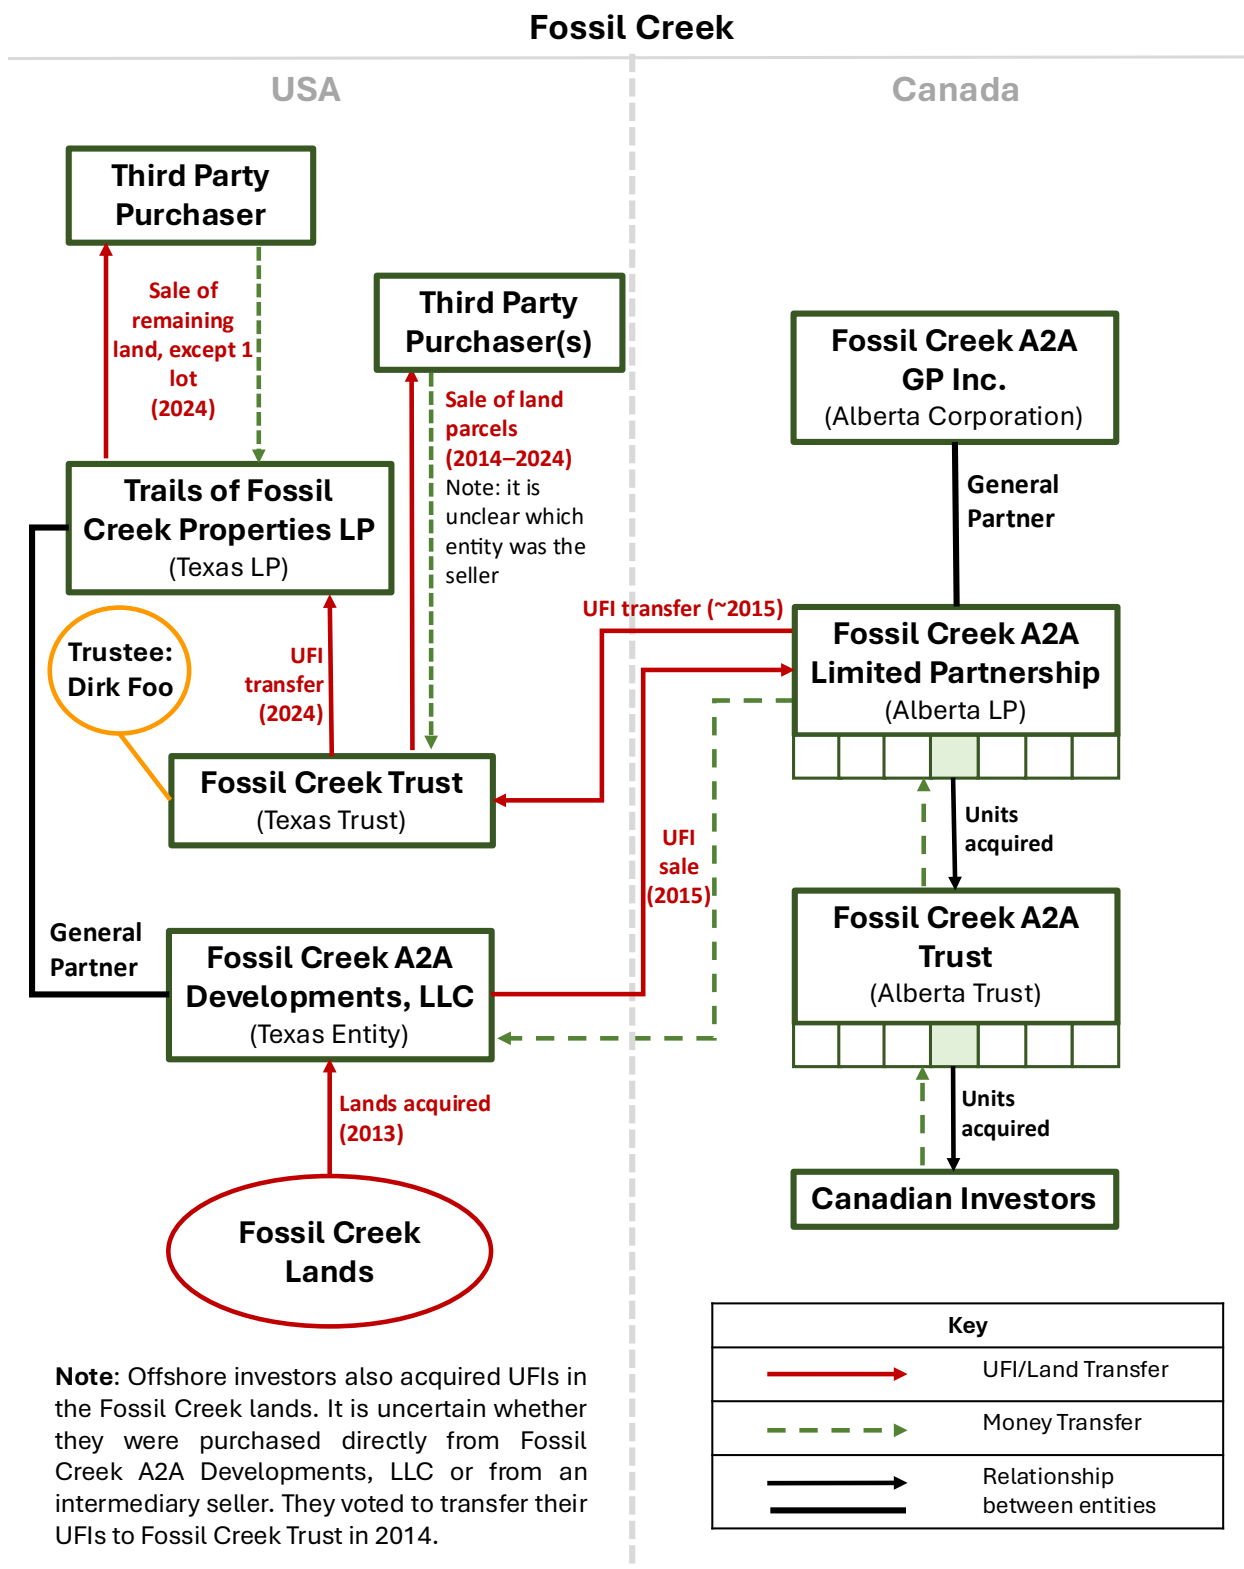 Fossil Creek
USA
Canada
Third Party
Purchaser
Sale of
remaining
land, except 1
lot
(2024)
Third Party
Purchaser(s)
Sale of land
parcels
(2014–2024)
Note: it is
unclear which
entity was the
seller
Fossil Creek A2A
GP Inc.
(Alberta Corporation)
General
Partner
Trails of Fossil
Creek Properties LP
(Texas LP)
UFI transfer (~2015)
Fossil Creek A2A
Limited Partnership
(Alberta LP)
Trustee:
Dirk Foo
UFI
transfer
(2024)
Fossil Creek Trust
(Texas Trust)
UFI
sale
(2015)
Units
acquired
Fossil Creek A2A
Trust
(Alberta Trust)
General
Partner
Fossil Creek A2A
Developments, LLC
(Texas Entity)
Lands acquired
(2013)
Units
acquired
Canadian Investors
Fossil Creek
Lands
Note: Offshore investors also acquired UFIs in
the Fossil Creek lands. It is uncertain whether
they were purchased directly from Fossil
Creek A2A Developments, LLC or from an
intermediary seller. They voted to transfer their
UFIs to Fossil Creek Trust in 2014.
Key
UFI/Land Transfer
Money Transfer
Relationship
between entities